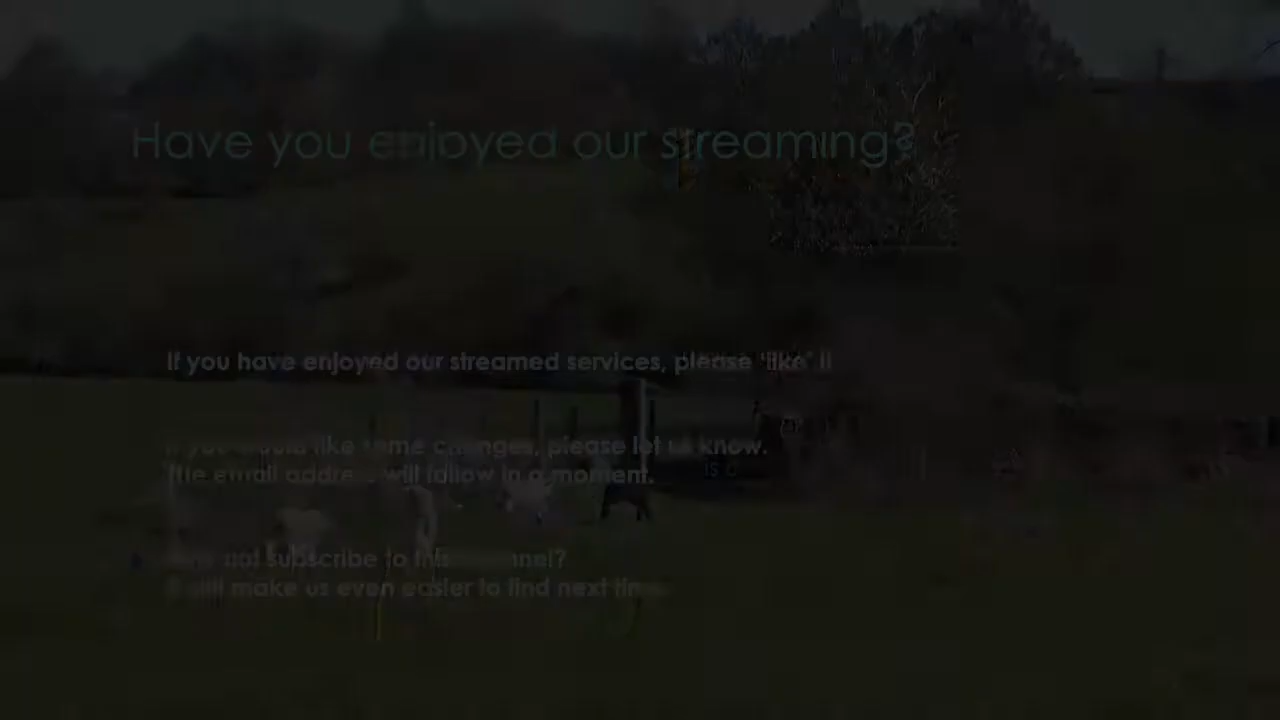 Have you enjoyed our streaming?
If you have enjoyed our streamed services, please 'like' it
If you would like some changes, please let us know.
The email address will follow in a moment.
not subscribe to this channel?
It will make us even easier to find next time.